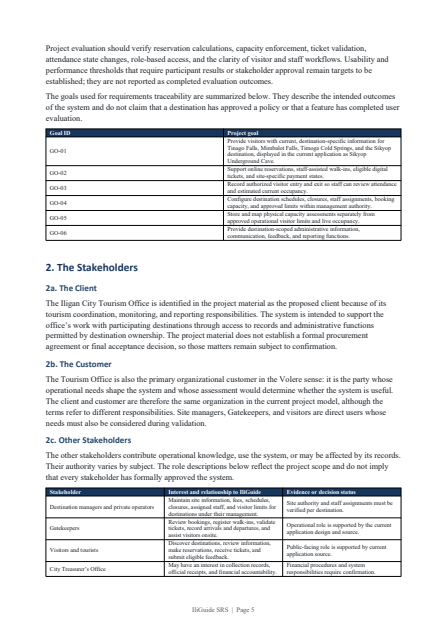 Project evaluation should verify reservation calculations, capacity enforcement, ticket validation,
attendance state changes, role-based access, and the clarity of visitor and staff workflows. Usability and
performance thresholds that require participant results or stakeholder approval remain targets to be
established; they are not reported as completed evaluation outcomes.
The goals used for requirements traceability are summarized below. They describe the intended outcomes
of the system and do not claim that a destination has approved a policy or that a feature has completed user
evaluation.
Goal ID Project goal
GO-01 Provide visitors with current, destination-specific information for
Tinago Falls, Mimbalut Falls, Timoga Cold Springs, and the Sikyop
destination, displayed in the current application as Sikyop
Underground Cave.
GO-02 Support online reservations, staff-assisted walk-ins, eligible digital
tickets, and site-specific payment states.
GO-03 Record authorized visitor entry and exit so staff can review attendance
and estimated current occupancy.
GO-04 Configure destination schedules, closures, staff assignments, booking
capacity, and approved limits within management authority.
GO-05 Store and map physical capacity assessments separately from
approved operational visitor limits and live occupancy.
GO-06 Provide destination-scoped administrative information,
communication, feedback, and reporting functions.
2. The Stakeholders
2a. The Client
The Iligan City Tourism Office is identified in the project material as the proposed client because of its
tourism coordination, monitoring, and reporting responsibilities. The system is intended to support the
office's work with participating destinations through access to records and administrative functions
permitted by destination ownership. The project material does not establish a formal procurement
agreement or final acceptance decision, so those matters remain subject to confirmation.
2b. The Customer
The Tourism Office is also the primary organizational customer in the Volere sense: it is the party whose
operational needs shape the system and whose assessment would determine whether the system is useful.
The client and customer are therefore the same organization in the current project model, although the
terms refer to different responsibilities. Site managers, Gatekeepers, and visitors are direct users whose
needs must also be considered during validation.
2c. Other Stakeholders
The other stakeholders contribute operational knowledge, use the system, or may be affected by its records.
Their authority varies by subject. The role descriptions below reflect the project scope and do not imply
that every stakeholder has formally approved the system.
Stakeholder Interest and relationship to IliGuide Evidence or decision status
Destination managers and private operators Maintain site information, fees, schedules,
closures, assigned staff, and visitor limits for
destinations under their management. Site authority and staff assignments must be
verified per destination.
Gatekeepers Review bookings, register walk-ins, validate
tickets, record arrivals and departures, and
assist visitors onsite. Operational role is supported by the current
application design and source.
Visitors and tourists Discover destinations, review information,
make reservations, receive tickets, and
submit eligible feedback. Public-facing role is supported by current
application source.
City Treasurer's Office May have an interest in collection records,
official receipts, and financial accountability. Financial procedures and system
responsibilities require confirmation.
IliGuide SRS | Page 5